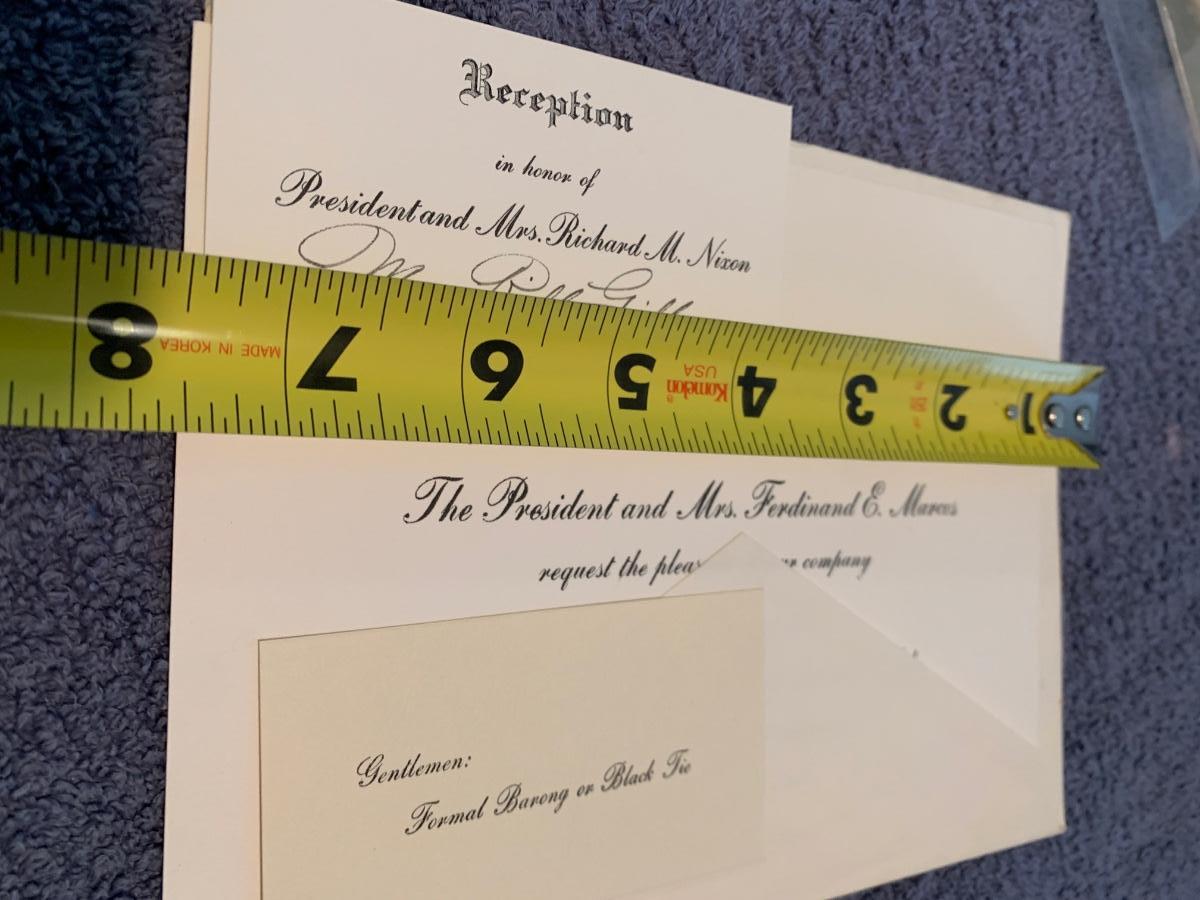 Reception
in honor of
President and Mrs. Richard M. Nixon
8 MADE IN KOREA 7 6 5 Komelon USA 4 3 2 1
The President and Mrs. Ferdinand E. Marcos
request the company
Gentlemen:
Formal Barong or Black Tie